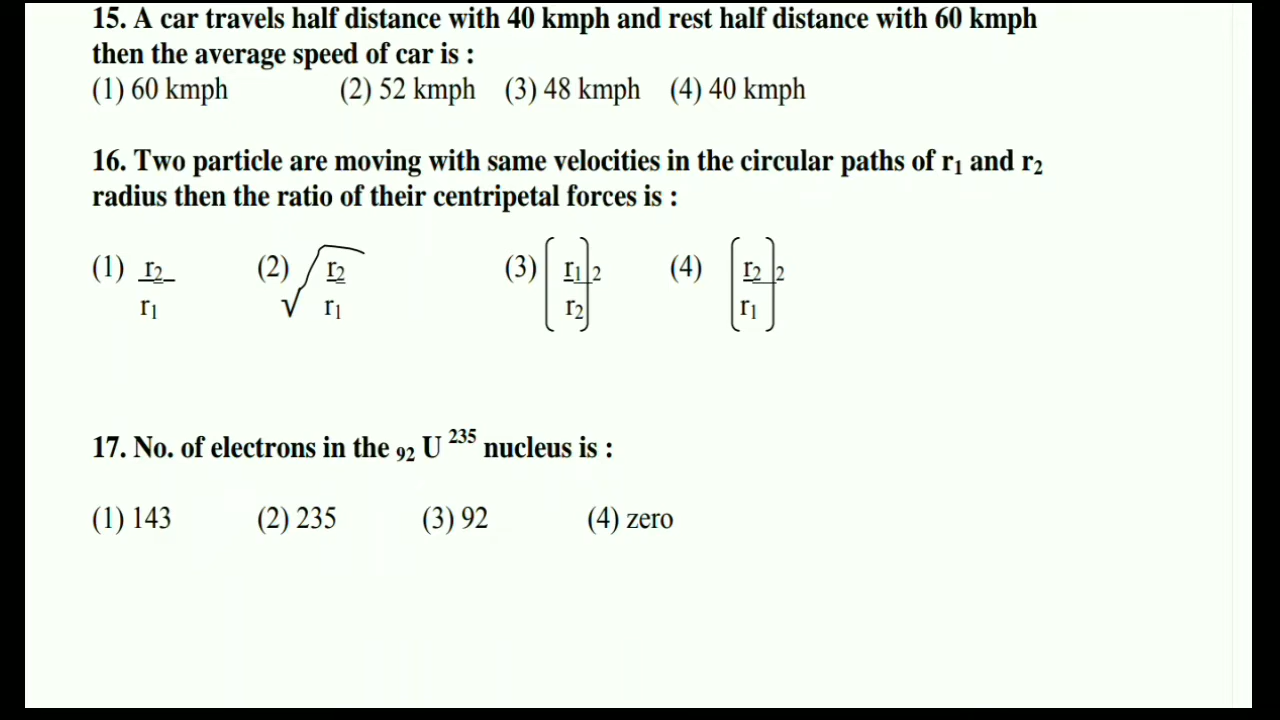 15. A car travels half distance with 40 kmph and rest half distance with 60 kmph
then the average speed of car is :
(1) 60 kmph (2) 52 kmph (3) 48 kmph (4) 40 kmph
16. Two particle are moving with same velocities in the circular paths of r₁ and r₂
radius then the ratio of their centripetal forces is :
(1) r₂ (2) √ r₂ (3) [ r₁ ] 2 (4) [ r₂ ] 2
r₁ r₁ r₂ r₁
17. No. of electrons in the ₉₂ U ²³⁵ nucleus is :
(1) 143 (2) 235 (3) 92 (4) zero